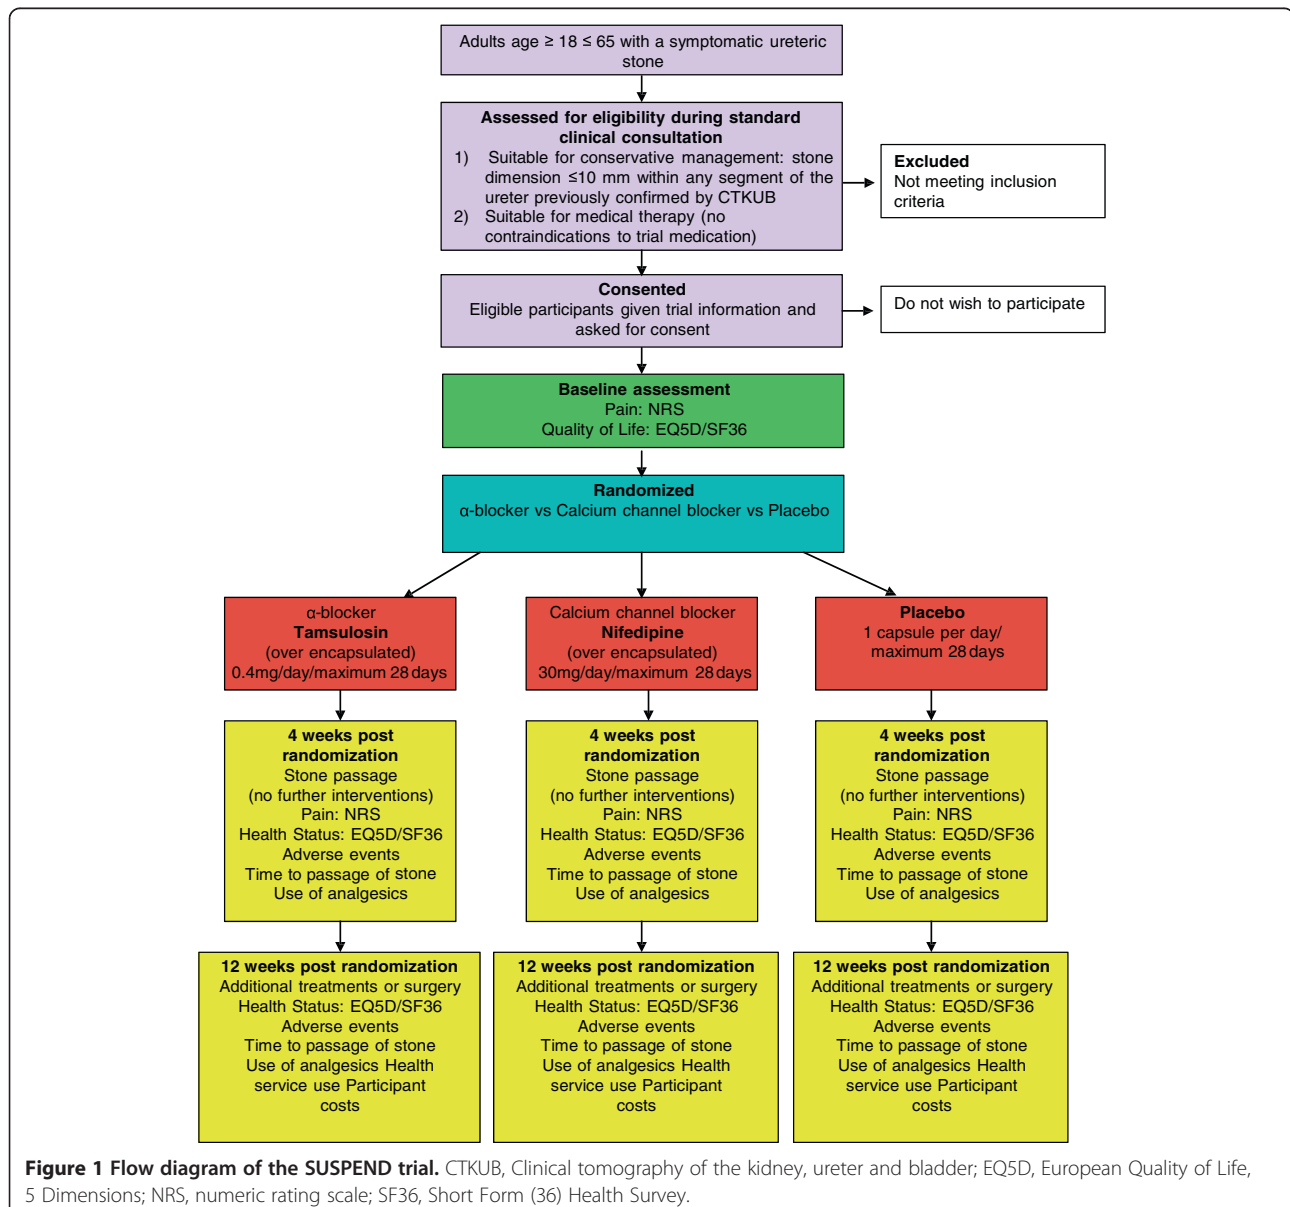 Adults age ≥ 18 ≤ 65 with a symptomatic ureteric
stone
Assessed for eligibility during standard
clinical consultation
1) Suitable for conservative management: stone
dimension ≤10 mm within any segment of the
ureter previously confirmed by CTKUB
2) Suitable for medical therapy (no
contraindications to trial medication)
Excluded
Not meeting inclusion
criteria
Consented
Eligible participants given trial information and
asked for consent
Do not wish to participate
Baseline assessment
Pain: NRS
Quality of Life: EQ5D/SF36
Randomized
α-blocker vs Calcium channel blocker vs Placebo
α-blocker
Tamsulosin
(over encapsulated)
0.4mg/day/maximum 28 days
Calcium channel blocker
Nifedipine
(over encapsulated)
30mg/day/maximum 28 days
Placebo
1 capsule per day/
maximum 28 days
4 weeks post
randomization
Stone passage
(no further interventions)
Pain: NRS
Health Status: EQ5D/SF36
Adverse events
Time to passage of stone
Use of analgesics
4 weeks post
randomization
Stone passage
(no further interventions)
Pain: NRS
Health Status: EQ5D/SF36
Adverse events
Time to passage of stone
Use of analgesics
4 weeks post
randomization
Stone passage
(no further interventions)
Pain: NRS
Health Status: EQ5D/SF36
Adverse events
Time to passage of stone
Use of analgesics
12 weeks post randomization
Additional treatments or surgery
Health Status: EQ5D/SF36
Adverse events
Time to passage of stone
Use of analgesics Health
service use Participant
costs
12 weeks post randomization
Additional treatments or surgery
Health Status: EQ5D/SF36
Adverse events
Time to passage of stone
Use of analgesics Health
service use Participant
costs
12 weeks post randomization
Additional treatments or surgery
Health Status: EQ5D/SF36
Adverse events
Time to passage of stone
Use of analgesics Health
service use Participant
costs
Figure 1 Flow diagram of the SUSPEND trial. CTKUB, Clinical tomography of the kidney, ureter and bladder; EQ5D, European Quality of Life,
5 Dimensions; NRS, numeric rating scale; SF36, Short Form (36) Health Survey.